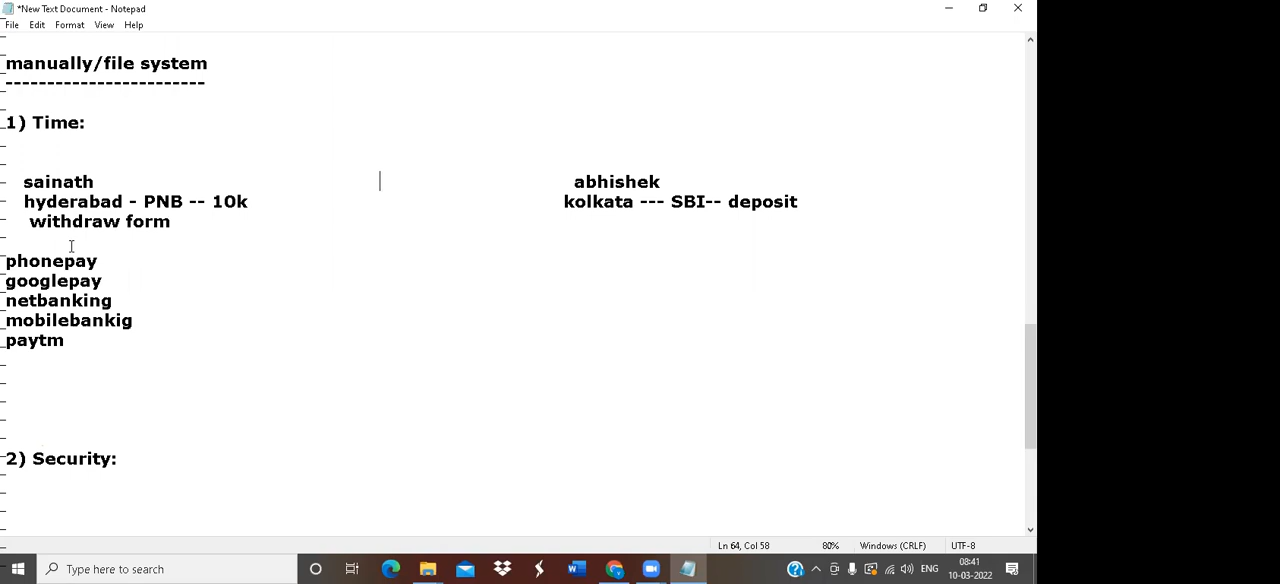 *New Text Document - Notepad
File Edit Format View Help
manually/file system
-----------------------
1) Time:
sainath abhishek
hyderabad - PNB -- 10k kolkata --- SBI-- deposit
withdraw form
phonepay
googlepay
netbanking
mobilebankig
paytm
2) Security:
Ln 64, Col 58 80% Windows (CRLF) UTF-8
Type here to search ENG 08:41
10-03-2022